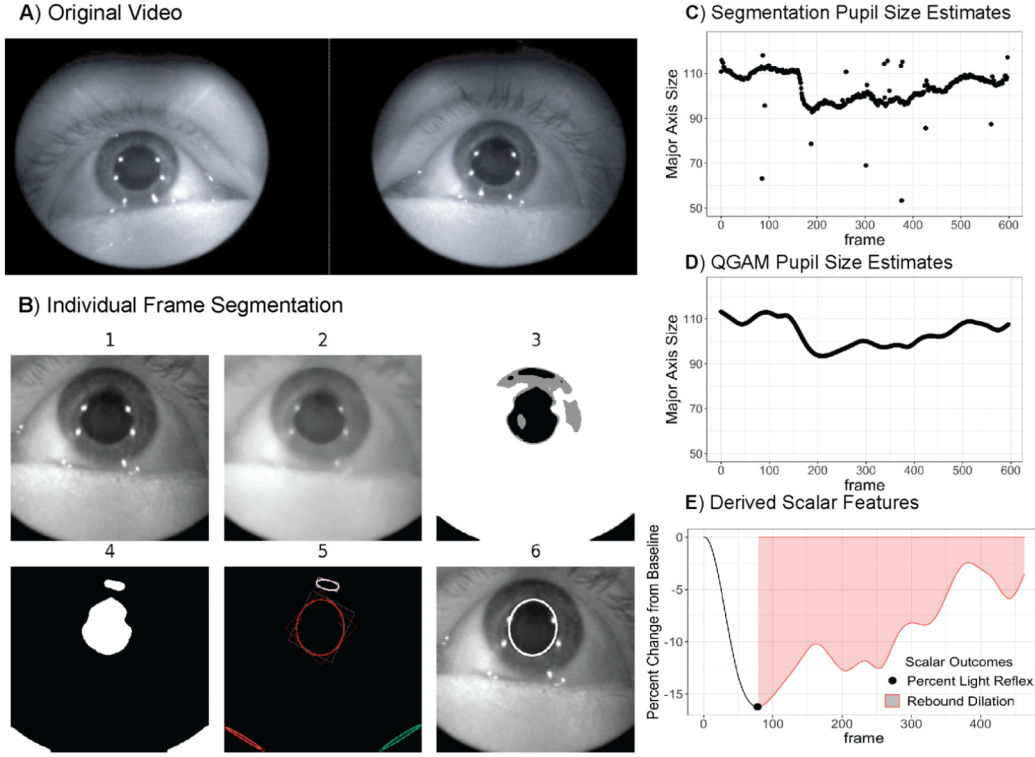 A) Original Video
B) Individual Frame Segmentation
1
2
3
4
5
6
C) Segmentation Pupil Size Estimates
Major Axis Size
110
90
70
50
0
100
200
300
400
500
600
frame
D) QGAM Pupil Size Estimates
Major Axis Size
110
90
70
50
0
100
200
300
400
500
600
frame
E) Derived Scalar Features
Percent Change from Baseline
0
-5
-10
-15
Scalar Outcomes
Percent Light Reflex
Rebound Dilation
0
100
200
300
400
frame